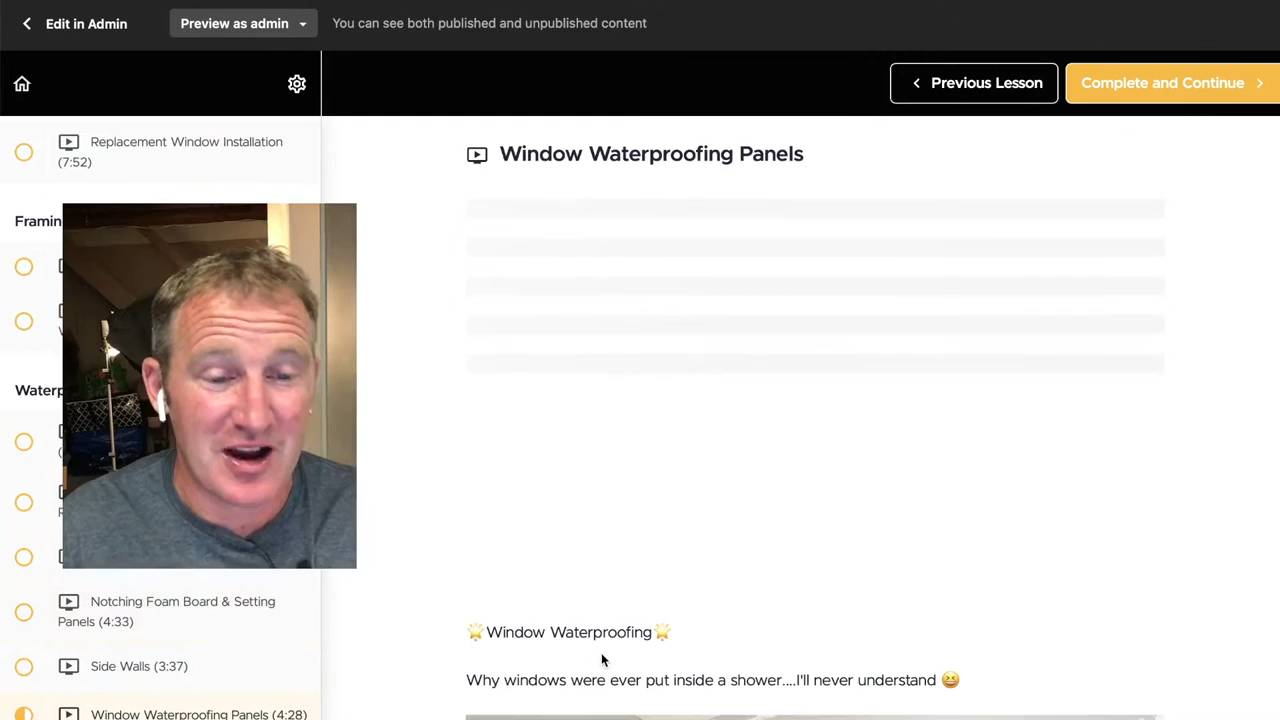 Edit in Admin
Preview as admin
You can see both published and unpublished content
Previous Lesson
Complete and Continue
Replacement Window Installation
(7:52)
Window Waterproofing Panels
Notching Foam Board & Setting
Panels (4:33)
Side Walls (3:37)
Window Waterproofing Panels (4:28)
🌟Window Waterproofing🌟
Why windows were ever put inside a shower....I'll never understand 😆